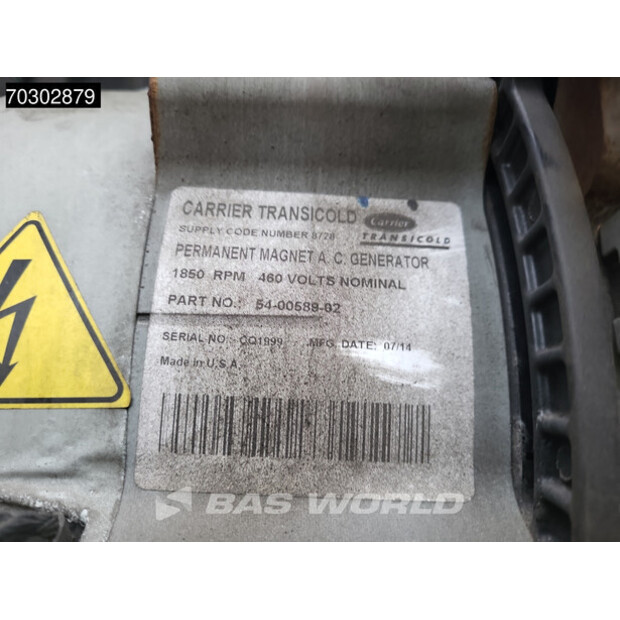 70302879
CARRIER TRANSICOLD
Carrier
TRANSICOLD
SUPPLY CODE NUMBER 5728
PERMANENT MAGNET A. C. GENERATOR
1850 RPM 460 VOLTS NOMINAL
PART NO.: 54-00589-02
SERIAL NO: CQ1899 MFG. DATE: 07/14
Made in U.S.A.
BAS WORLD